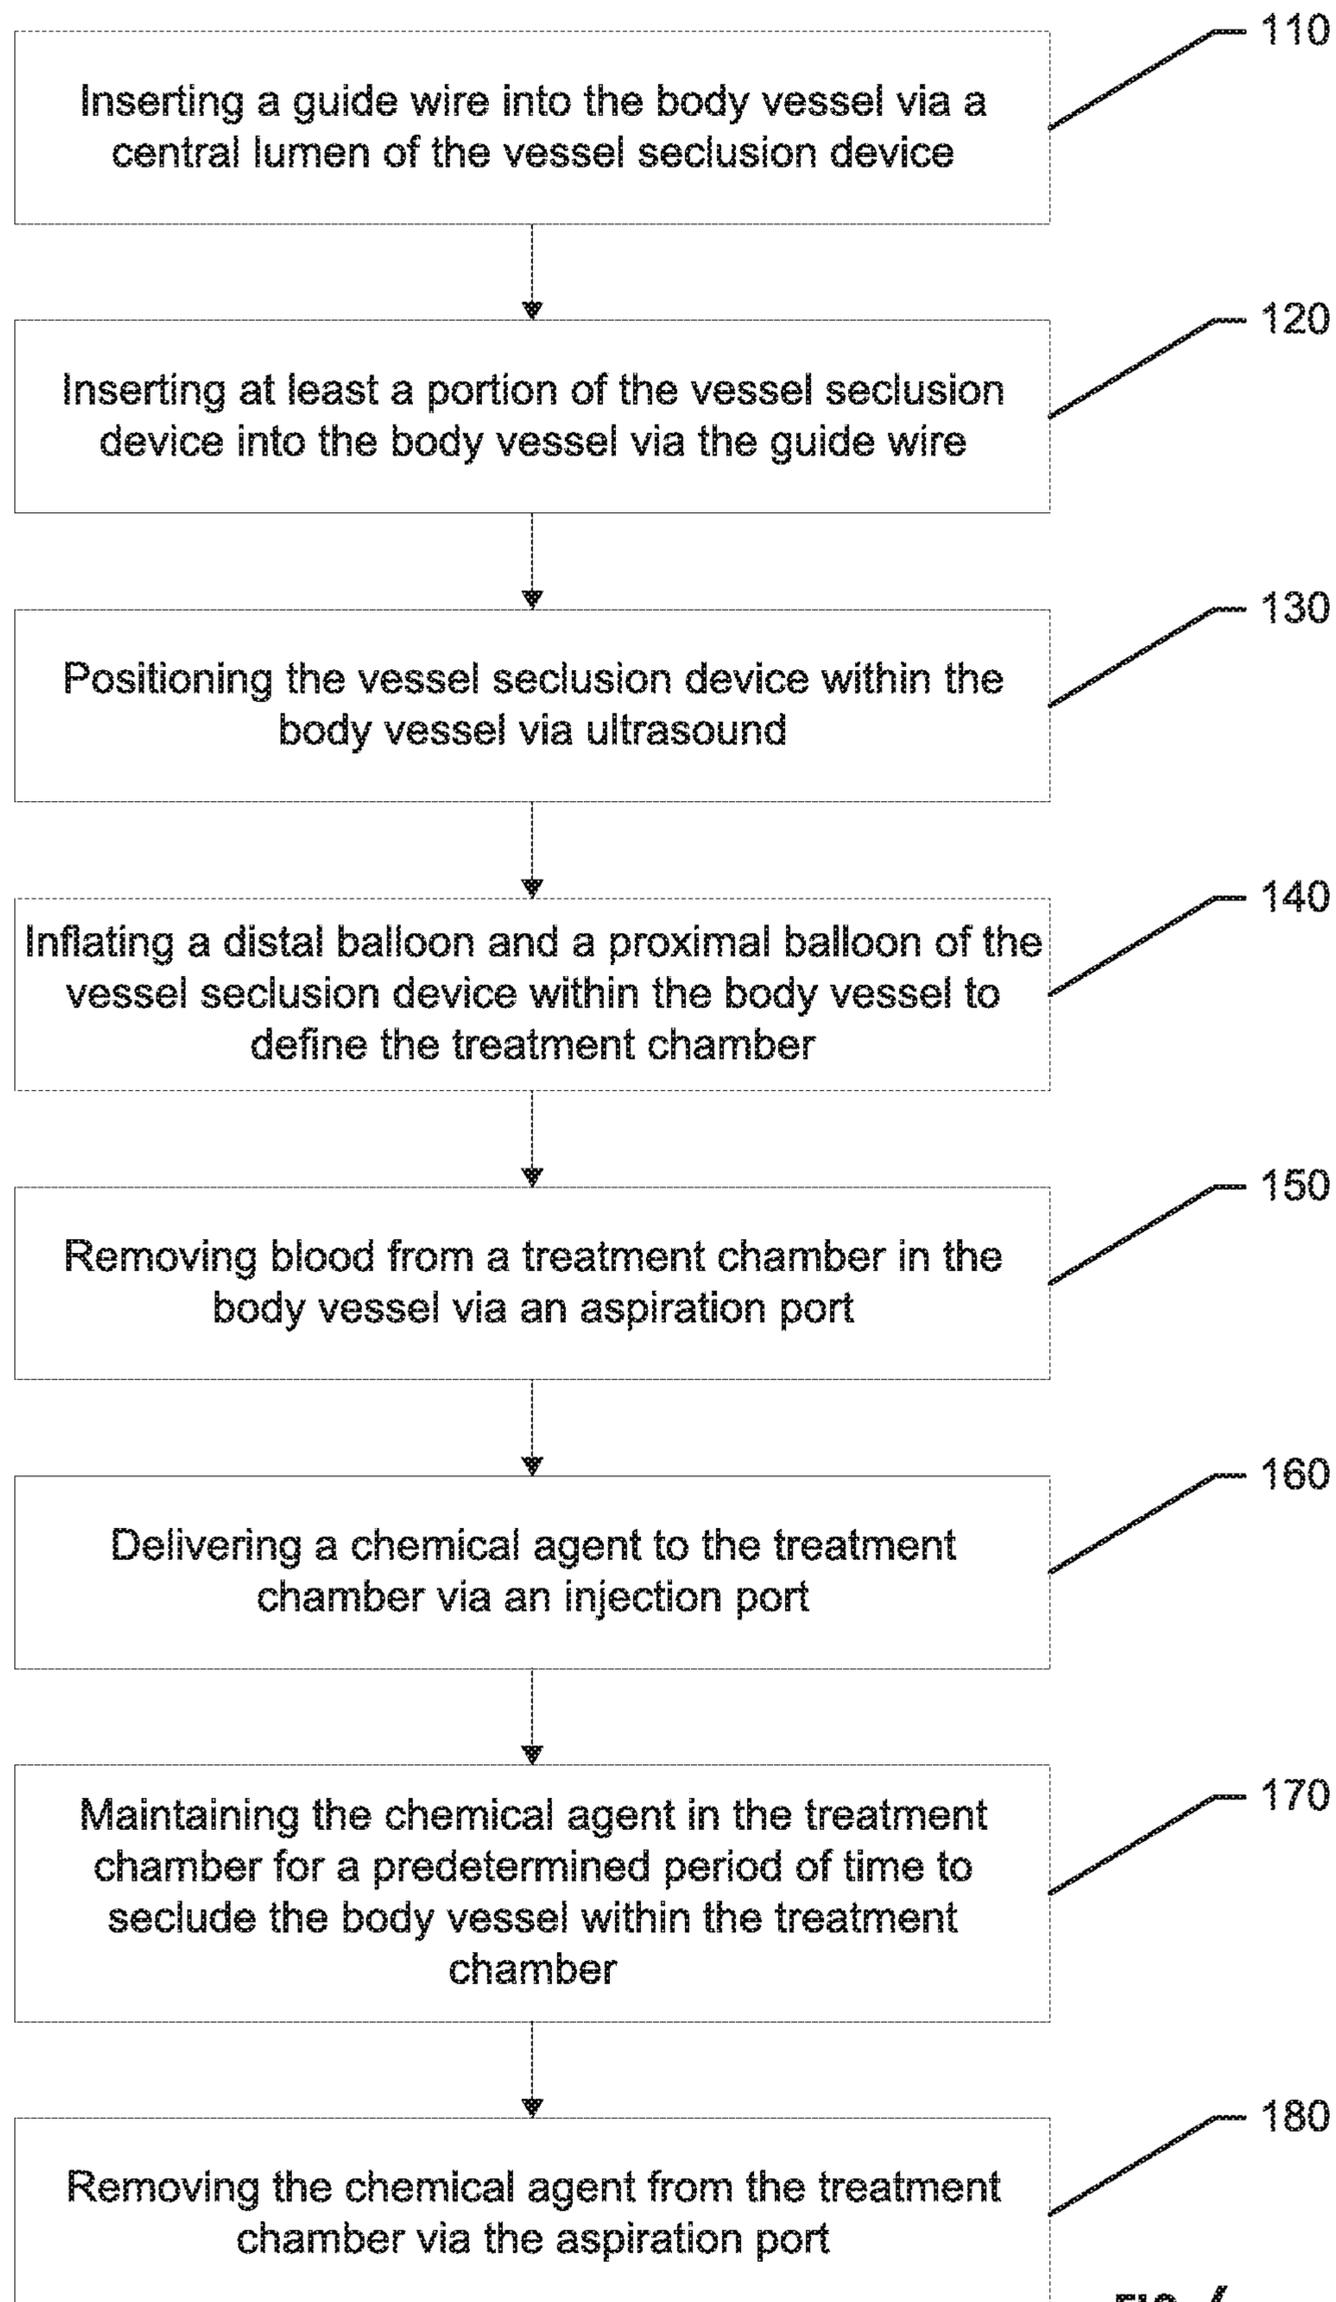 110
Inserting a guide wire into the body vessel via a
central lumen of the vessel seclusion device
120
Inserting at least a portion of the vessel seclusion
device into the body vessel via the guide wire
130
Positioning the vessel seclusion device within the
body vessel via ultrasound
140
Inflating a distal balloon and a proximal balloon of the
vessel seclusion device within the body vessel to
define the treatment chamber
150
Removing blood from a treatment chamber in the
body vessel via an aspiration port
160
Delivering a chemical agent to the treatment
chamber via an injection port
170
Maintaining the chemical agent in the treatment
chamber for a predetermined period of time to
seclude the body vessel within the treatment
chamber
180
Removing the chemical agent from the treatment
chamber via the aspiration port